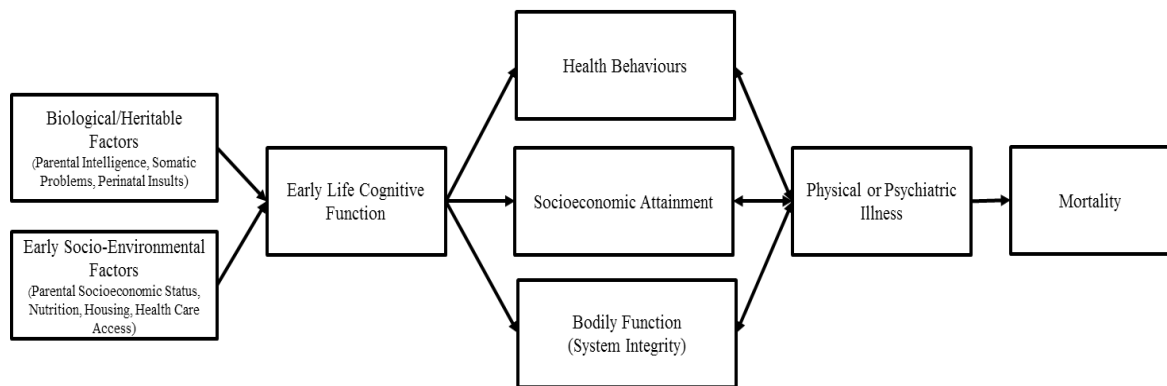 Biological/Heritable
Factors
(Parental Intelligence, Somatic
Problems, Perinatal Insults)
Early Socio-Environmental
Factors
(Parental Socioeconomic Status,
Nutrition, Housing, Health Care
Access)
Early Life Cognitive
Function
Health Behaviours
Socioeconomic Attainment
Bodily Function
(System Integrity)
Physical or Psychiatric
Illness
Mortality